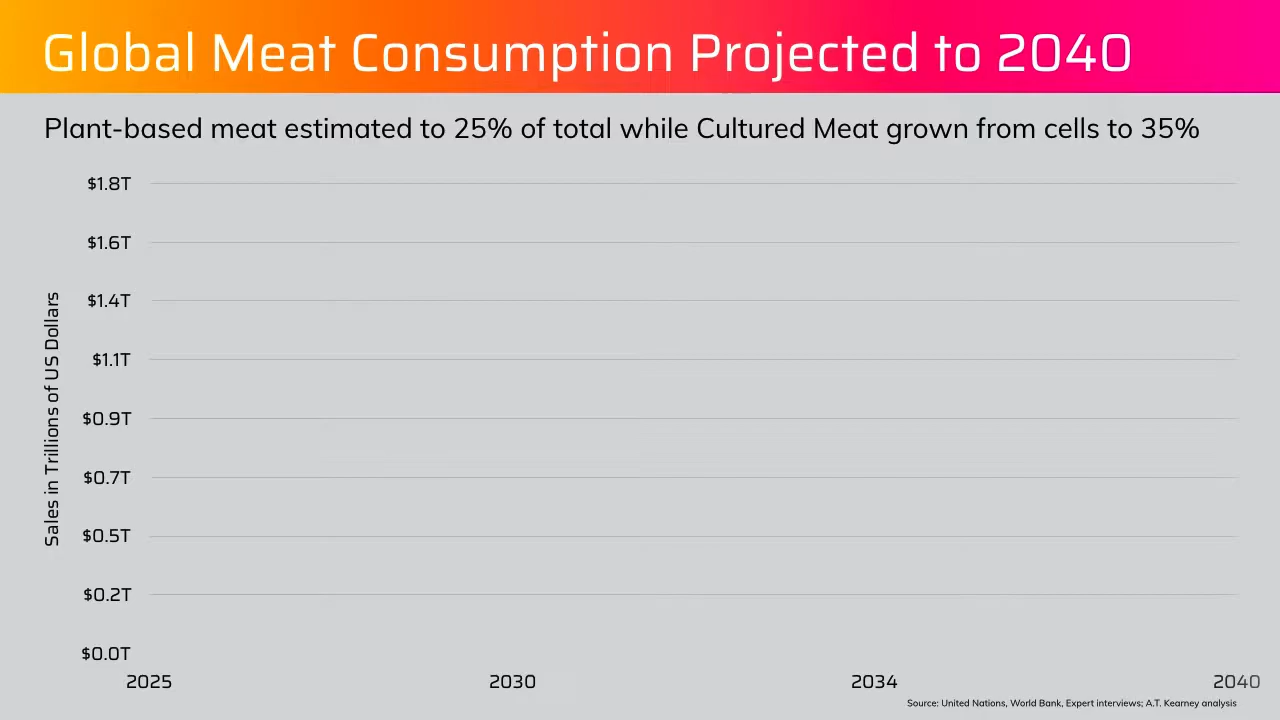 Global Meat Consumption Projected to 2040
Plant-based meat estimated to 25% of total while Cultured Meat grown from cells to 35%
Sales in Trillions of US Dollars
$1.8T
$1.6T
$1.4T
$1.1T
$0.9T
$0.7T
$0.5T
$0.2T
$0.0T
2025 2030 2034 2040
Source: United Nations, World Bank, Expert interviews; A.T. Kearney analysis